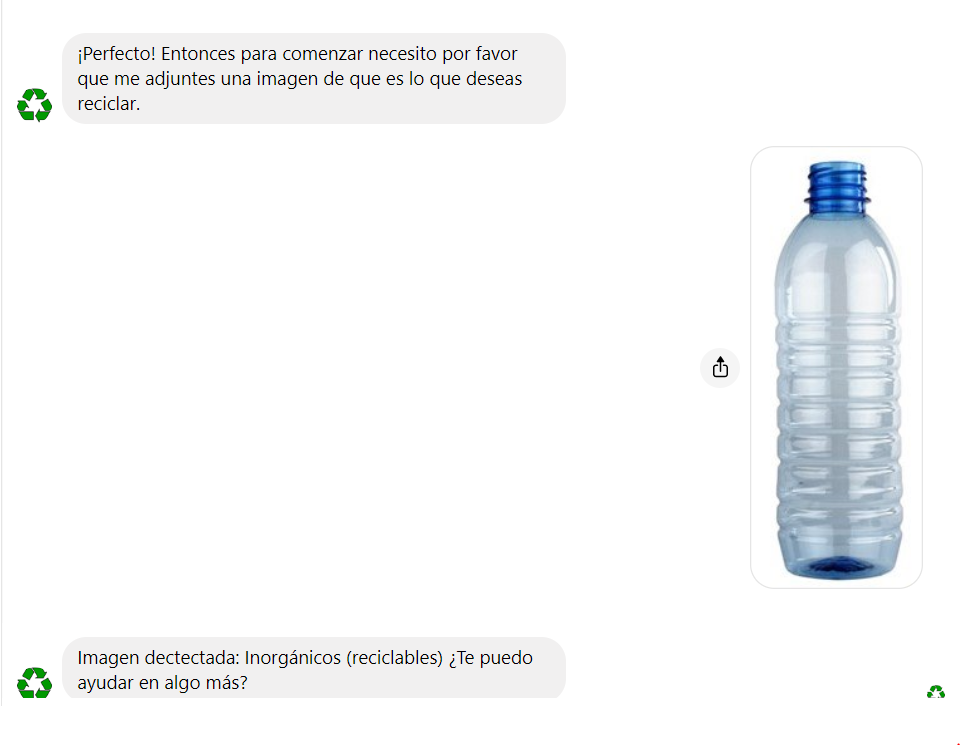 ¡Perfecto! Entonces para comenzar necesito por favor
que me adjuntes una imagen de que es lo que deseas
reciclar.
Imagen dectectada: Inorgánicos (reciclables) ¿Te puedo
ayudar en algo más?